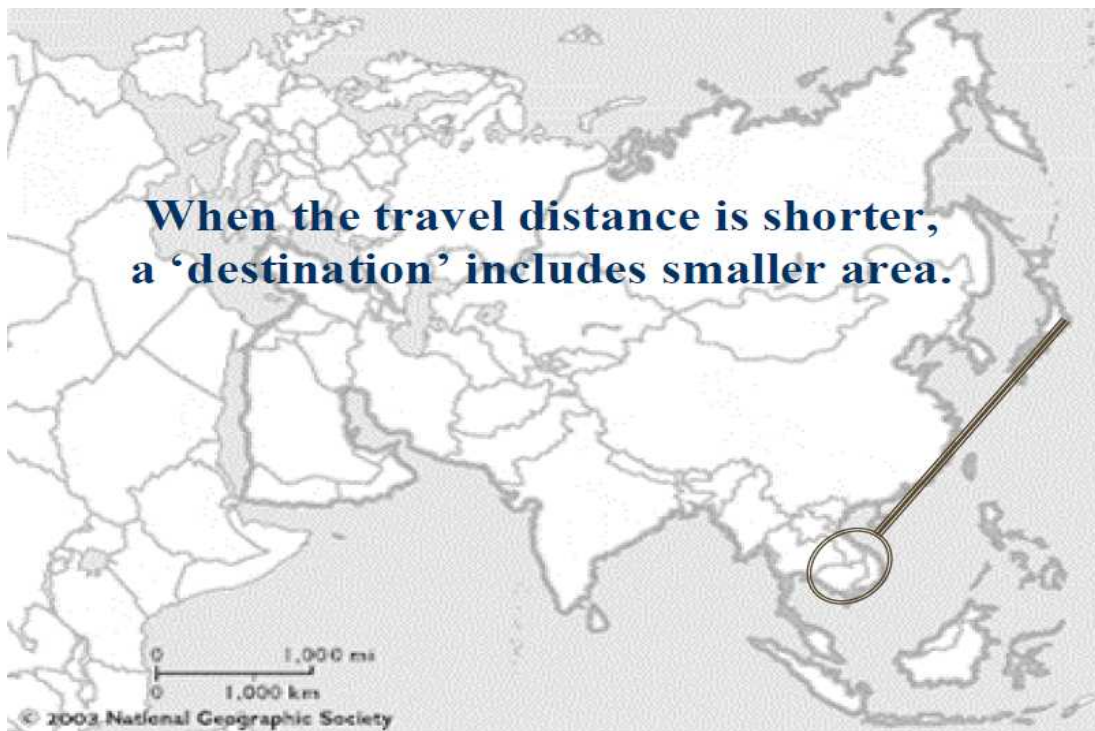 When the travel distance is shorter,
a ‘destination’ includes smaller area.
0 1,000 mi
0 1,000 km
© 2003 National Geographic Society